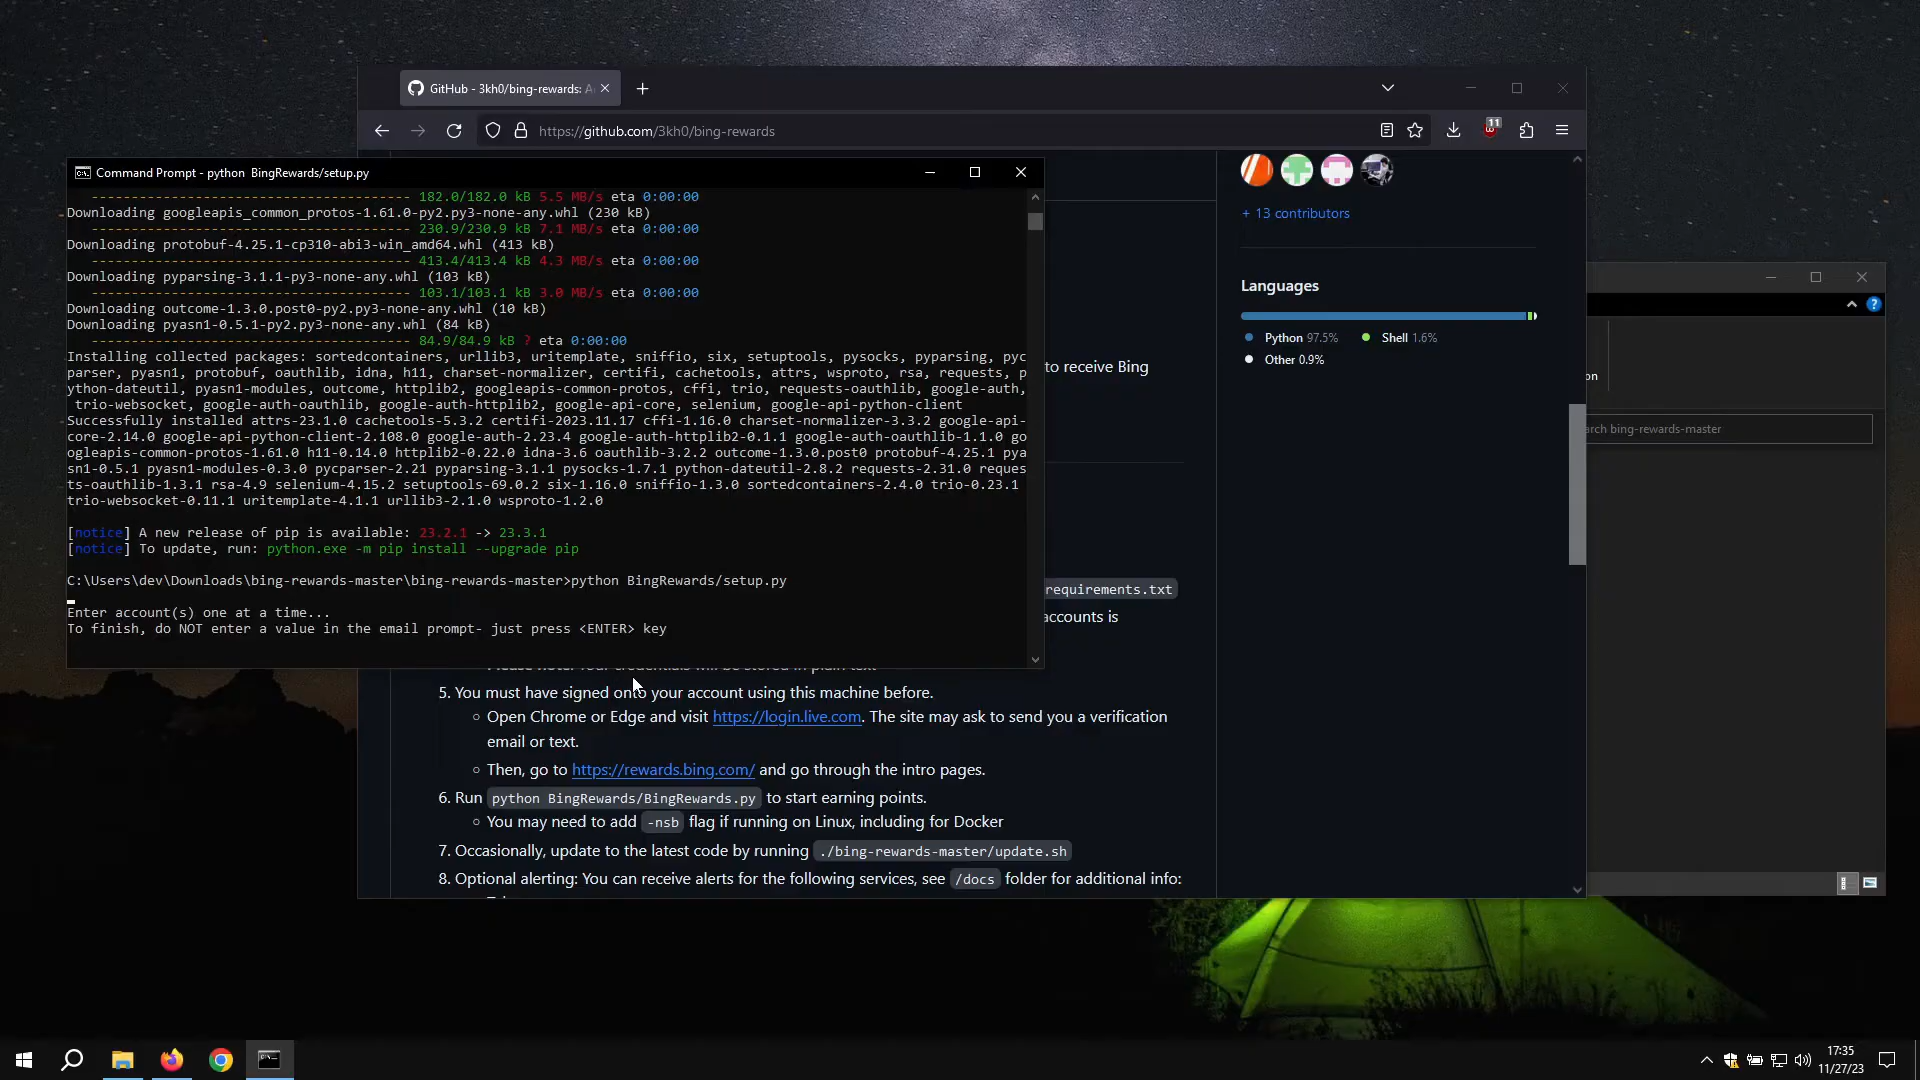 GitHub - 3kh0/bing-rewards: A
https://github.com/3kh0/bing-rewards
11
Command Prompt - python  BingRewards/setup.py
---------------------------------------- 182.0/182.0 kB 5.5 MB/s eta 0:00:00
Downloading googleapis_common_protos-1.61.0-py2.py3-none-any.whl (230 kB)
---------------------------------------- 230.9/230.9 kB 7.1 MB/s eta 0:00:00
Downloading protobuf-4.25.1-cp310-abi3-win_amd64.whl (413 kB)
---------------------------------------- 413.4/413.4 kB 4.3 MB/s eta 0:00:00
Downloading pyparsing-3.1.1-py3-none-any.whl (103 kB)
---------------------------------------- 103.1/103.1 kB 3.0 MB/s eta 0:00:00
Downloading outcome-1.3.0.post0-py2.py3-none-any.whl (10 kB)
Downloading pyasn1-0.5.1-py2.py3-none-any.whl (84 kB)
---------------------------------------- 84.9/84.9 kB ? eta 0:00:00
Installing collected packages: sortedcontainers, urllib3, uritemplate, sniffio, six, setuptools, pysocks, pyparsing, pyc
parser, pyasn1, protobuf, oauthlib, idna, h11, charset-normalizer, certifi, cachetools, attrs, wsproto, rsa, requests, p
ython-dateutil, pyasn1-modules, outcome, httplib2, googleapis-common-protos, cffi, trio, requests-oauthlib, google-auth,
trio-websocket, google-auth-oauthlib, google-auth-httplib2, google-api-core, selenium, google-api-python-client
Successfully installed attrs-23.1.0 cachetools-5.3.2 certifi-2023.11.17 cffi-1.16.0 charset-normalizer-3.3.2 google-api-
core-2.14.0 google-api-python-client-2.108.0 google-auth-2.23.4 google-auth-httplib2-0.1.1 google-auth-oauthlib-1.1.0 go
ogleapis-common-protos-1.61.0 h11-0.14.0 httplib2-0.22.0 idna-3.6 oauthlib-3.2.2 outcome-1.3.0.post0 protobuf-4.25.1 pya
sn1-0.5.1 pyasn1-modules-0.3.0 pycparser-2.21 pyparsing-3.1.1 pysocks-1.7.1 python-dateutil-2.8.2 requests-2.31.0 reques
ts-oauthlib-1.3.1 rsa-4.9 selenium-4.15.2 setuptools-69.0.2 six-1.16.0 sniffio-1.3.0 sortedcontainers-2.4.0 trio-0.23.1
trio-websocket-0.11.1 uritemplate-4.1.1 urllib3-2.1.0 wsproto-1.2.0
[notice] A new release of pip is available: 23.2.1 -> 23.3.1
[notice] To update, run: python.exe -m pip install --upgrade pip
C:\Users\dev\Downloads\bing-rewards-master\bing-rewards-master>python BingRewards/setup.py
Enter account(s) one at a time...
To finish, do NOT enter a value in the email prompt- just press <ENTER> key
to receive Bing
requirements.txt
accounts is
5. You must have signed onto your account using this machine before.
Open Chrome or Edge and visit https://login.live.com. The site may ask to send you a verification
email or text.
Then, go to https://rewards.bing.com/ and go through the intro pages.
6. Run python BingRewards/BingRewards.py to start earning points.
You may need to add -nsb flag if running on Linux, including for Docker
7. Occasionally, update to the latest code by running ./bing-rewards-master/update.sh
8. Optional alerting: You can receive alerts for the following services, see /docs folder for additional info:
+ 13 contributors
Languages
Python 97.5%
Shell 1.6%
Other 0.9%
on
arch bing-rewards-master
17:35
11/27/23